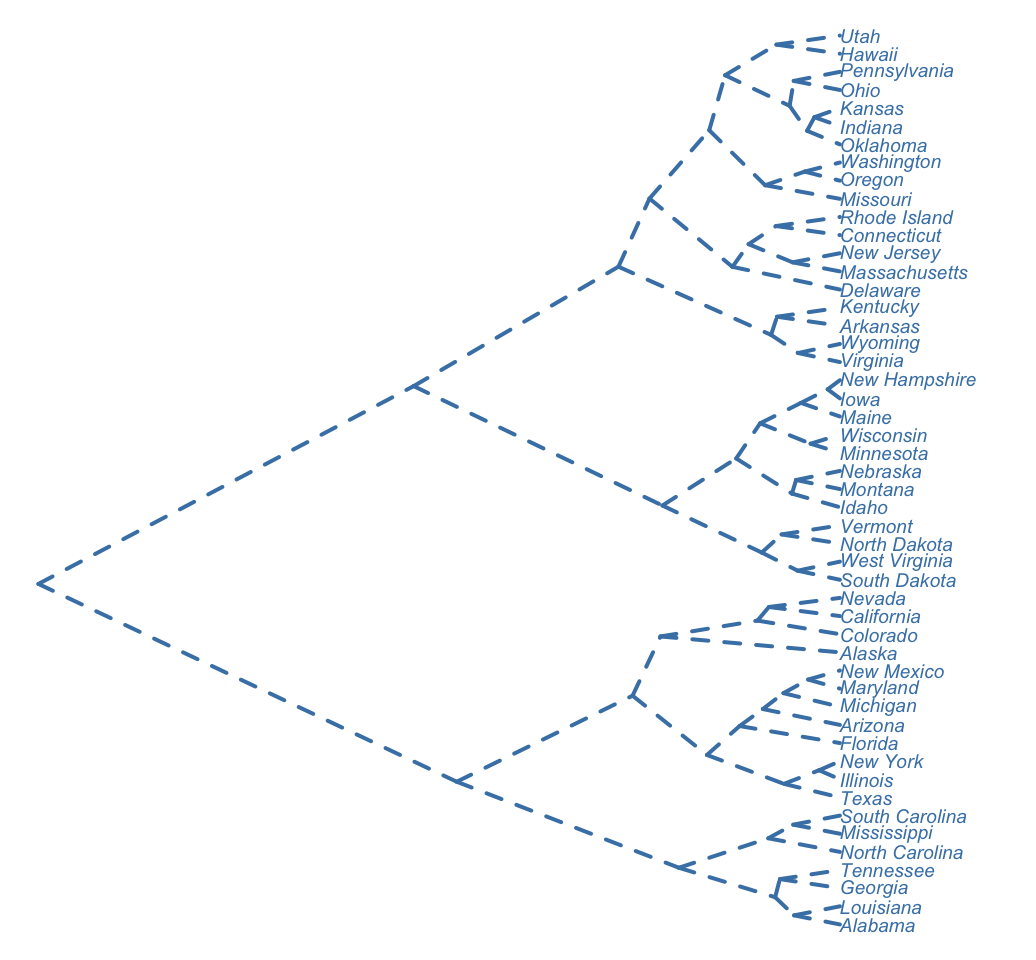 Utah
Hawaii
Pennsylvania
Ohio
Kansas
Indiana
Oklahoma
Washington
Oregon
Missouri
Rhode Island
Connecticut
New Jersey
Massachusetts
Delaware
Kentucky
Arkansas
Wyoming
Virginia
New Hampshire
Iowa
Maine
Wisconsin
Minnesota
Nebraska
Montana
Idaho
Vermont
North Dakota
West Virginia
South Dakota
Nevada
California
Colorado
Alaska
New Mexico
Maryland
Michigan
Arizona
Florida
New York
Illinois
Texas
South Carolina
Mississippi
North Carolina
Tennessee
Georgia
Louisiana
Alabama